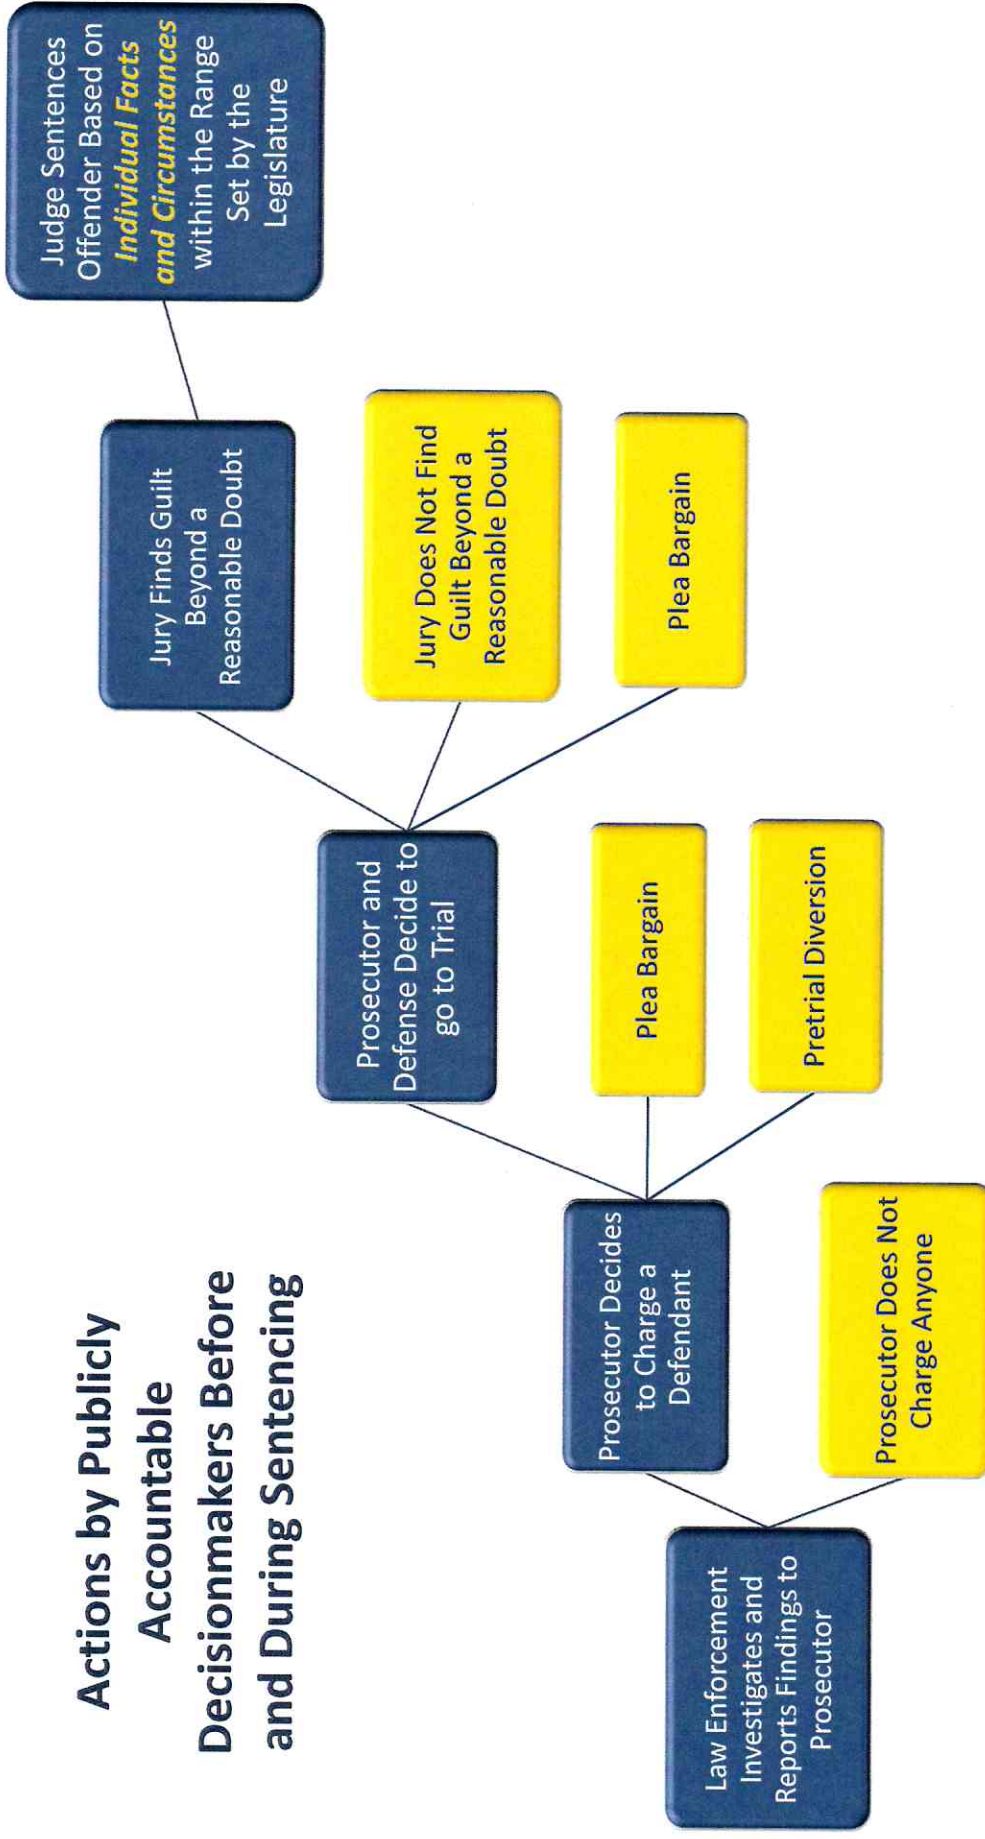 Actions by Publicly
Accountable
Decisionmakers Before
and During Sentencing
Law Enforcement
Investigates and
Reports Findings to
Prosecutor
Prosecutor Decides
to Charge a
Defendant
Prosecutor Does Not
Charge Anyone
Prosecutor and
Defense Decide to
go to Trial
Plea Bargain
Pretrial Diversion
Jury Finds Guilt
Beyond a
Reasonable Doubt
Jury Does Not Find
Guilt Beyond a
Reasonable Doubt
Plea Bargain
Judge Sentences
Offender Based on
Individual Facts
and Circumstances
within the Range
Set by the
Legislature